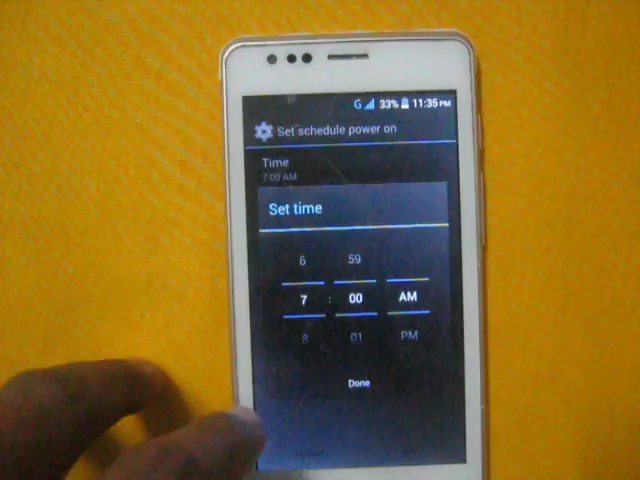 G 33% 11:35 PM
Set schedule power on
Time
7:00 AM
Set time
6 59
7 : 00 AM
8 01 PM
Done